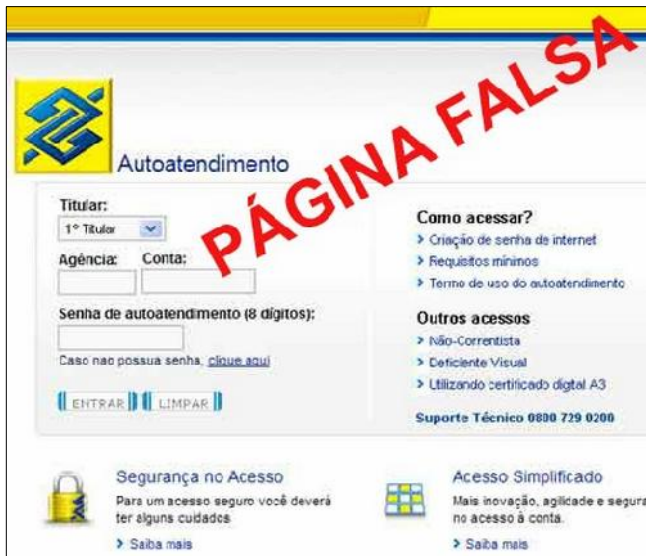 PÁGINA FALSA
Autoatendimento
Titular:
1º Titular
Agência: Conta:
Senha de autoatendimento (8 dígitos):
Caso nao possua senha, clique aqui
ENTRAR LIMPAR
Como acessar?
Criação de senha de internet
Requisitos mínimos
Termo de uso do autoatendimento
Outros acessos
Não-Correntista
Deficiente Visual
Utilizando certificado digital A3
Suporte Técnico 0800 729 0200
Segurança no Acesso
Para um acesso seguro você deverá
ter alguns cuidados
Saiba mais
Acesso Simplificado
Mais inovação, agilidade e segura
no acesso à conta.
Saiba mais